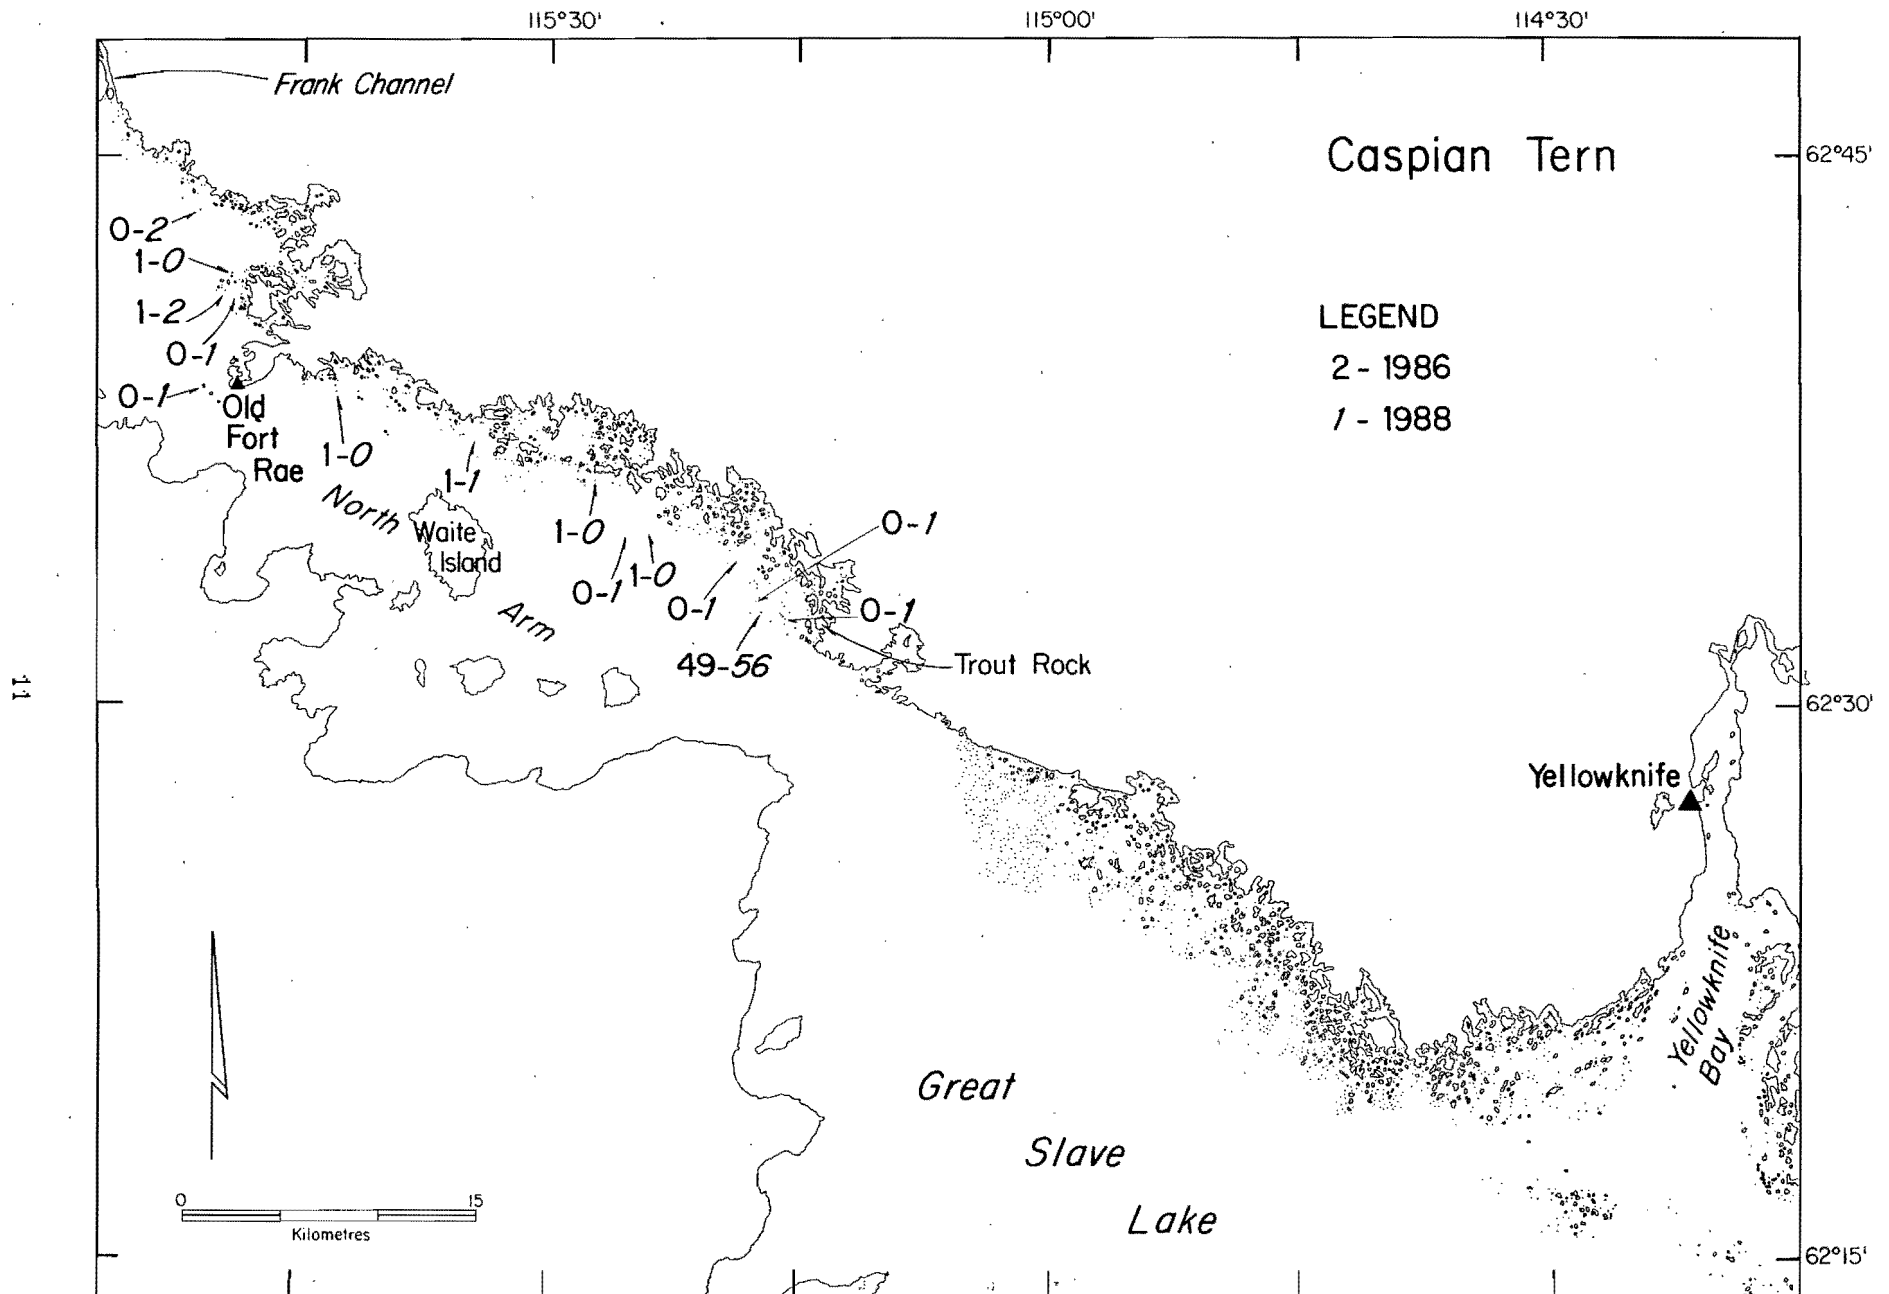 115°30' 115°00' 114°30'
Frank Channel
Caspian Tern
62°45'
0-2
1-0
1-2
0-1
0-1
LEGEND
2 - 1986
1 - 1988
Old
Fort
Rae
1-0
1-1
North
Waite
Island
Arm
1-0
0-1
1-0
0-1
0-1
0-1
49-56
Trout Rock
11
62°30'
Yellowknife
Yellowknife
Bay
Great
Slave
Lake
0 15
Kilometres
62°15'